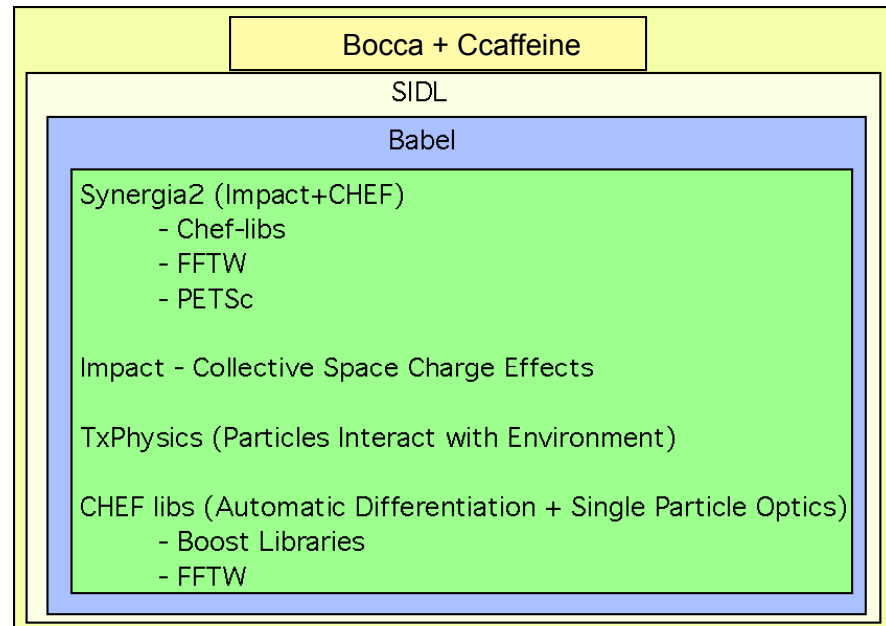 Bocca + Ccaffeine
SIDL
Babel
Synergia2 (Impact+CHEF)
- Chef-libs
- FFTW
- PETSc
Impact - Collective Space Charge Effects
TxPhysics (Particles Interact with Environment)
CHEF libs (Automatic Differentiation + Single Particle Optics)
- Boost Libraries
- FFTW